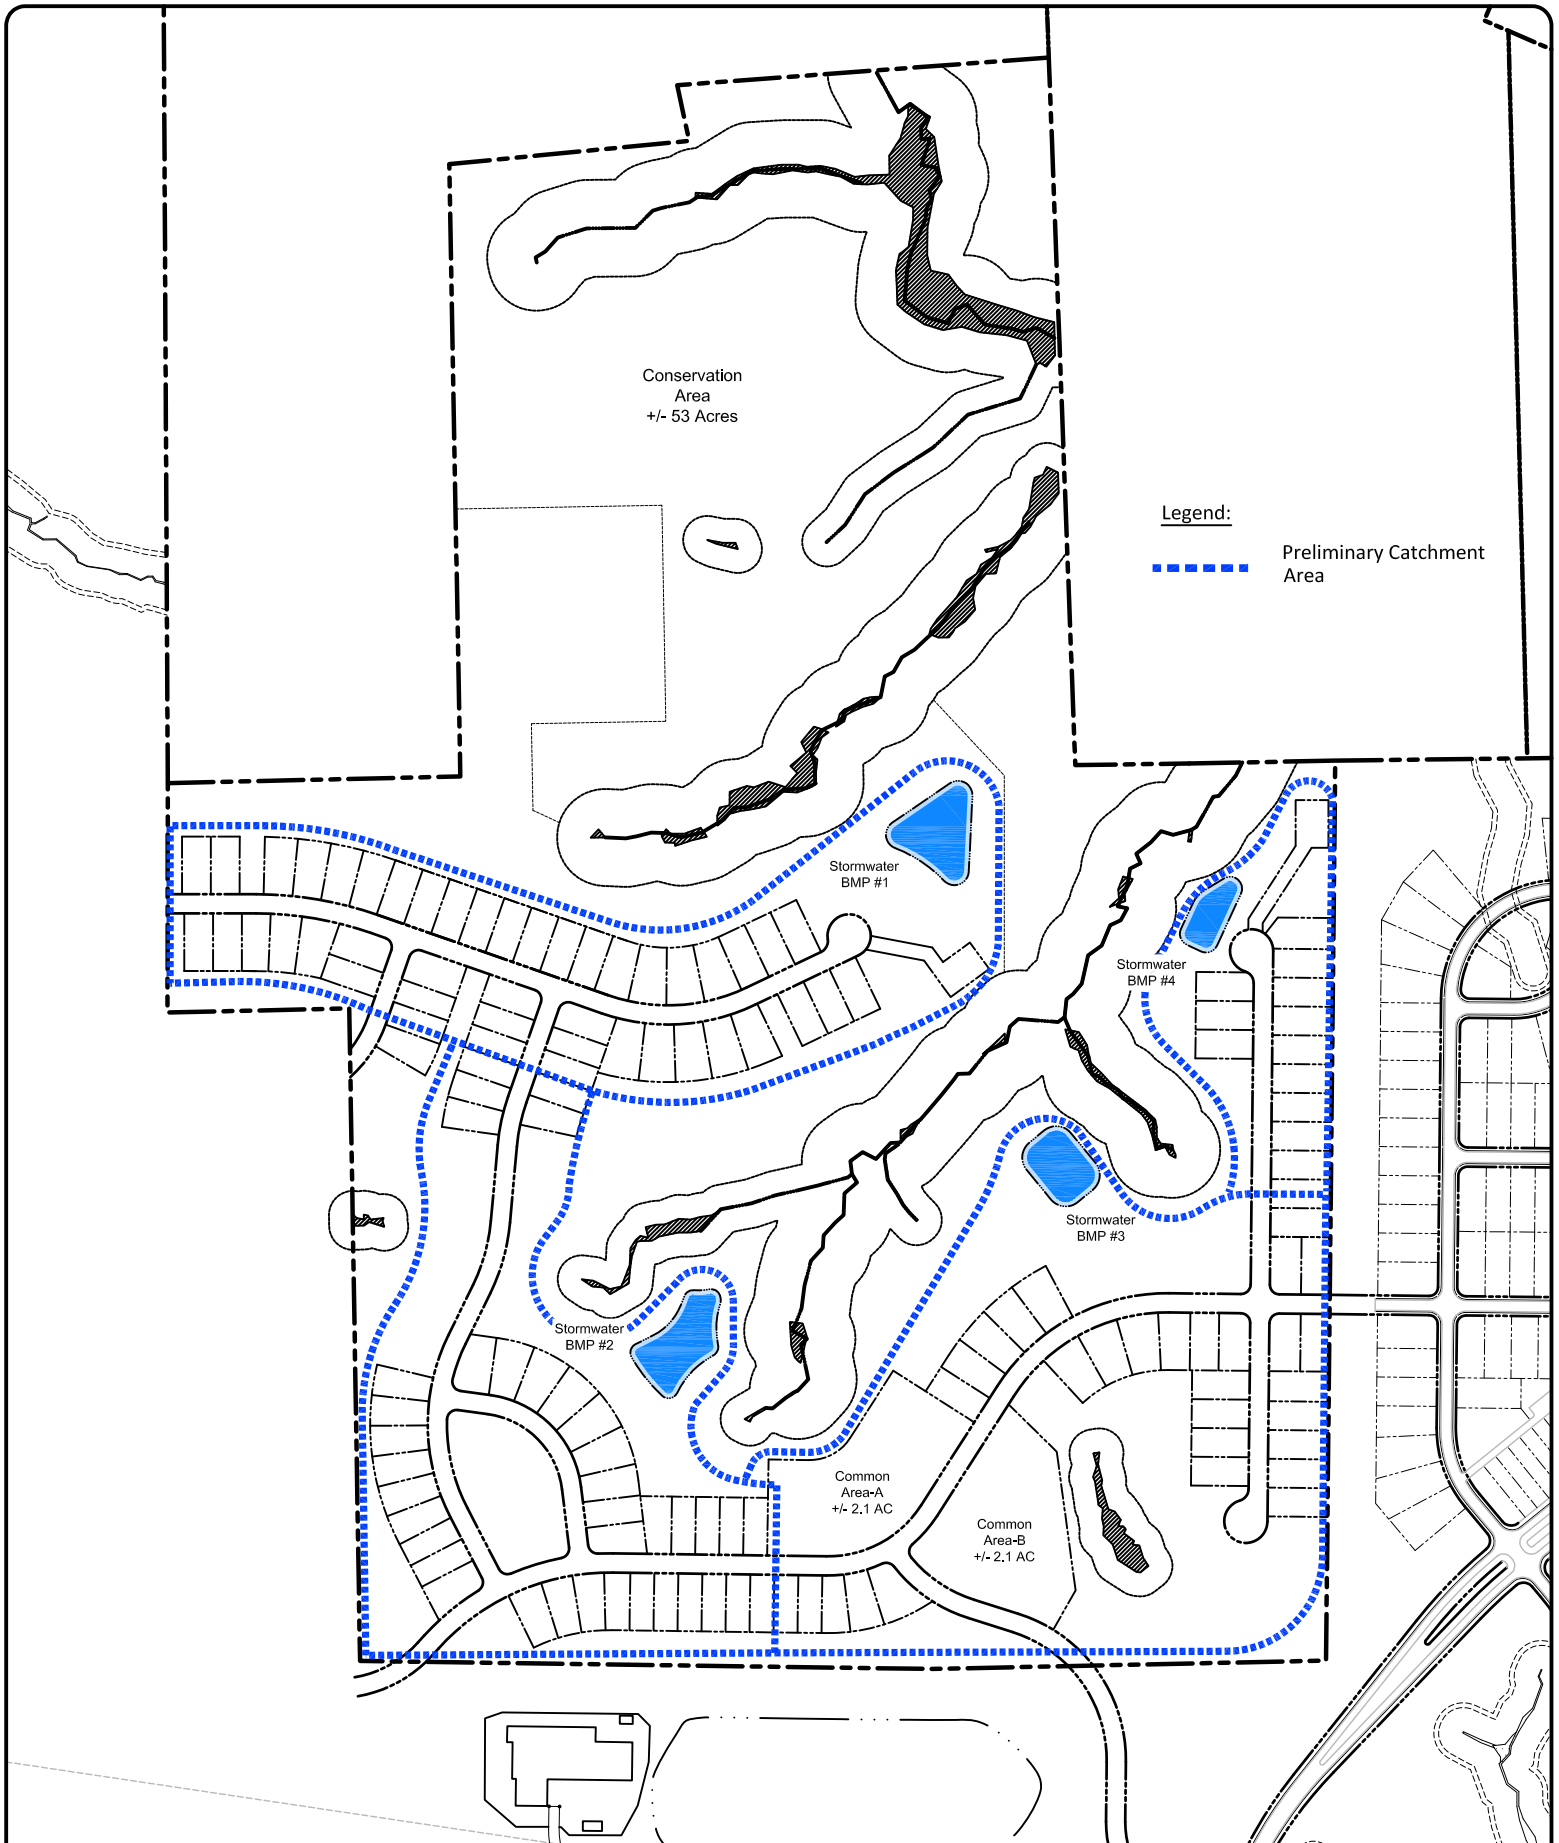 Conservation
Area
+/- 53 Acres
Legend:
Preliminary Catchment
Area
Stormwater
BMP #1
Stormwater
BMP #4
Stormwater
BMP #3
Stormwater
BMP #2
Common
Area-A
+/- 2.1 AC
Common
Area-B
+/- 2.1 AC